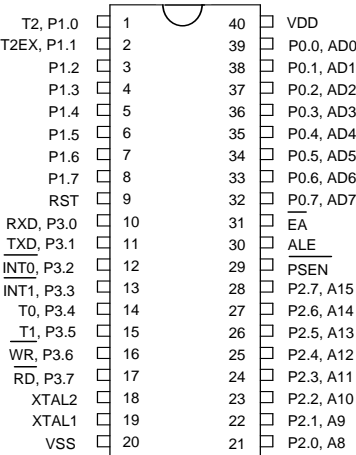 T2, P1.0 1 40 VDD
T2EX, P1.1 2 39 P0.0, AD0
P1.2 3 38 P0.1, AD1
P1.3 4 37 P0.2, AD2
P1.4 5 36 P0.3, AD3
P1.5 6 35 P0.4, AD4
P1.6 7 34 P0.5, AD5
P1.7 8 33 P0.6, AD6
RST 9 32 P0.7, AD7
RXD, P3.0 10 31 EA
TXD, P3.1 11 30 ALE
INT0, P3.2 12 29 PSEN
INT1, P3.3 13 28 P2.7, A15
T0, P3.4 14 27 P2.6, A14
T1, P3.5 15 26 P2.5, A13
WR, P3.6 16 25 P2.4, A12
RD, P3.7 17 24 P2.3, A11
XTAL2 18 23 P2.2, A10
XTAL1 19 22 P2.1, A9
VSS 20 21 P2.0, A8